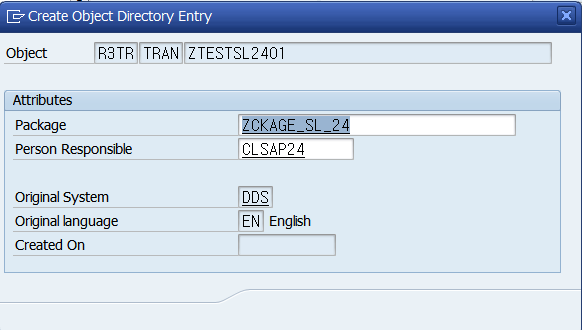 Create Object Directory Entry
Object R3TR TRAN ZTESTSL2401
Attributes
Package ZCKAGE_SL_24
Person Responsible CLSAP24
Original System DDS
Original language EN English
Created On